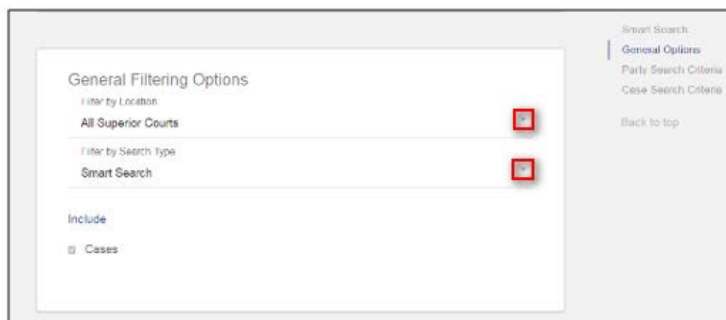 General Filtering Options
Filter by Location
All Superior Courts
Filter by Search Type
Smart Search
Include
Cases
Smart Search
General Options
Party Search Criteria
Case Search Criteria
Back to top